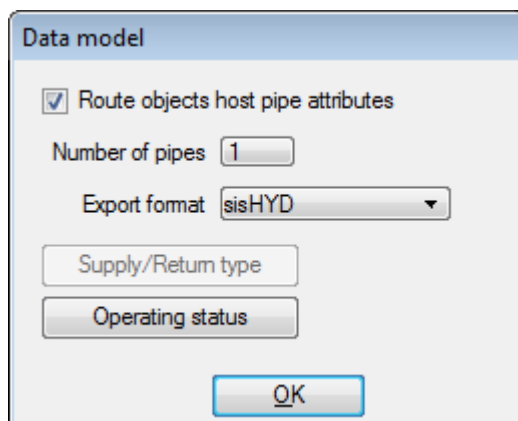 Data model
Route objects host pipe attributes
Number of pipes 1
Export format sisHYD
Supply/Return type
Operating status
OK